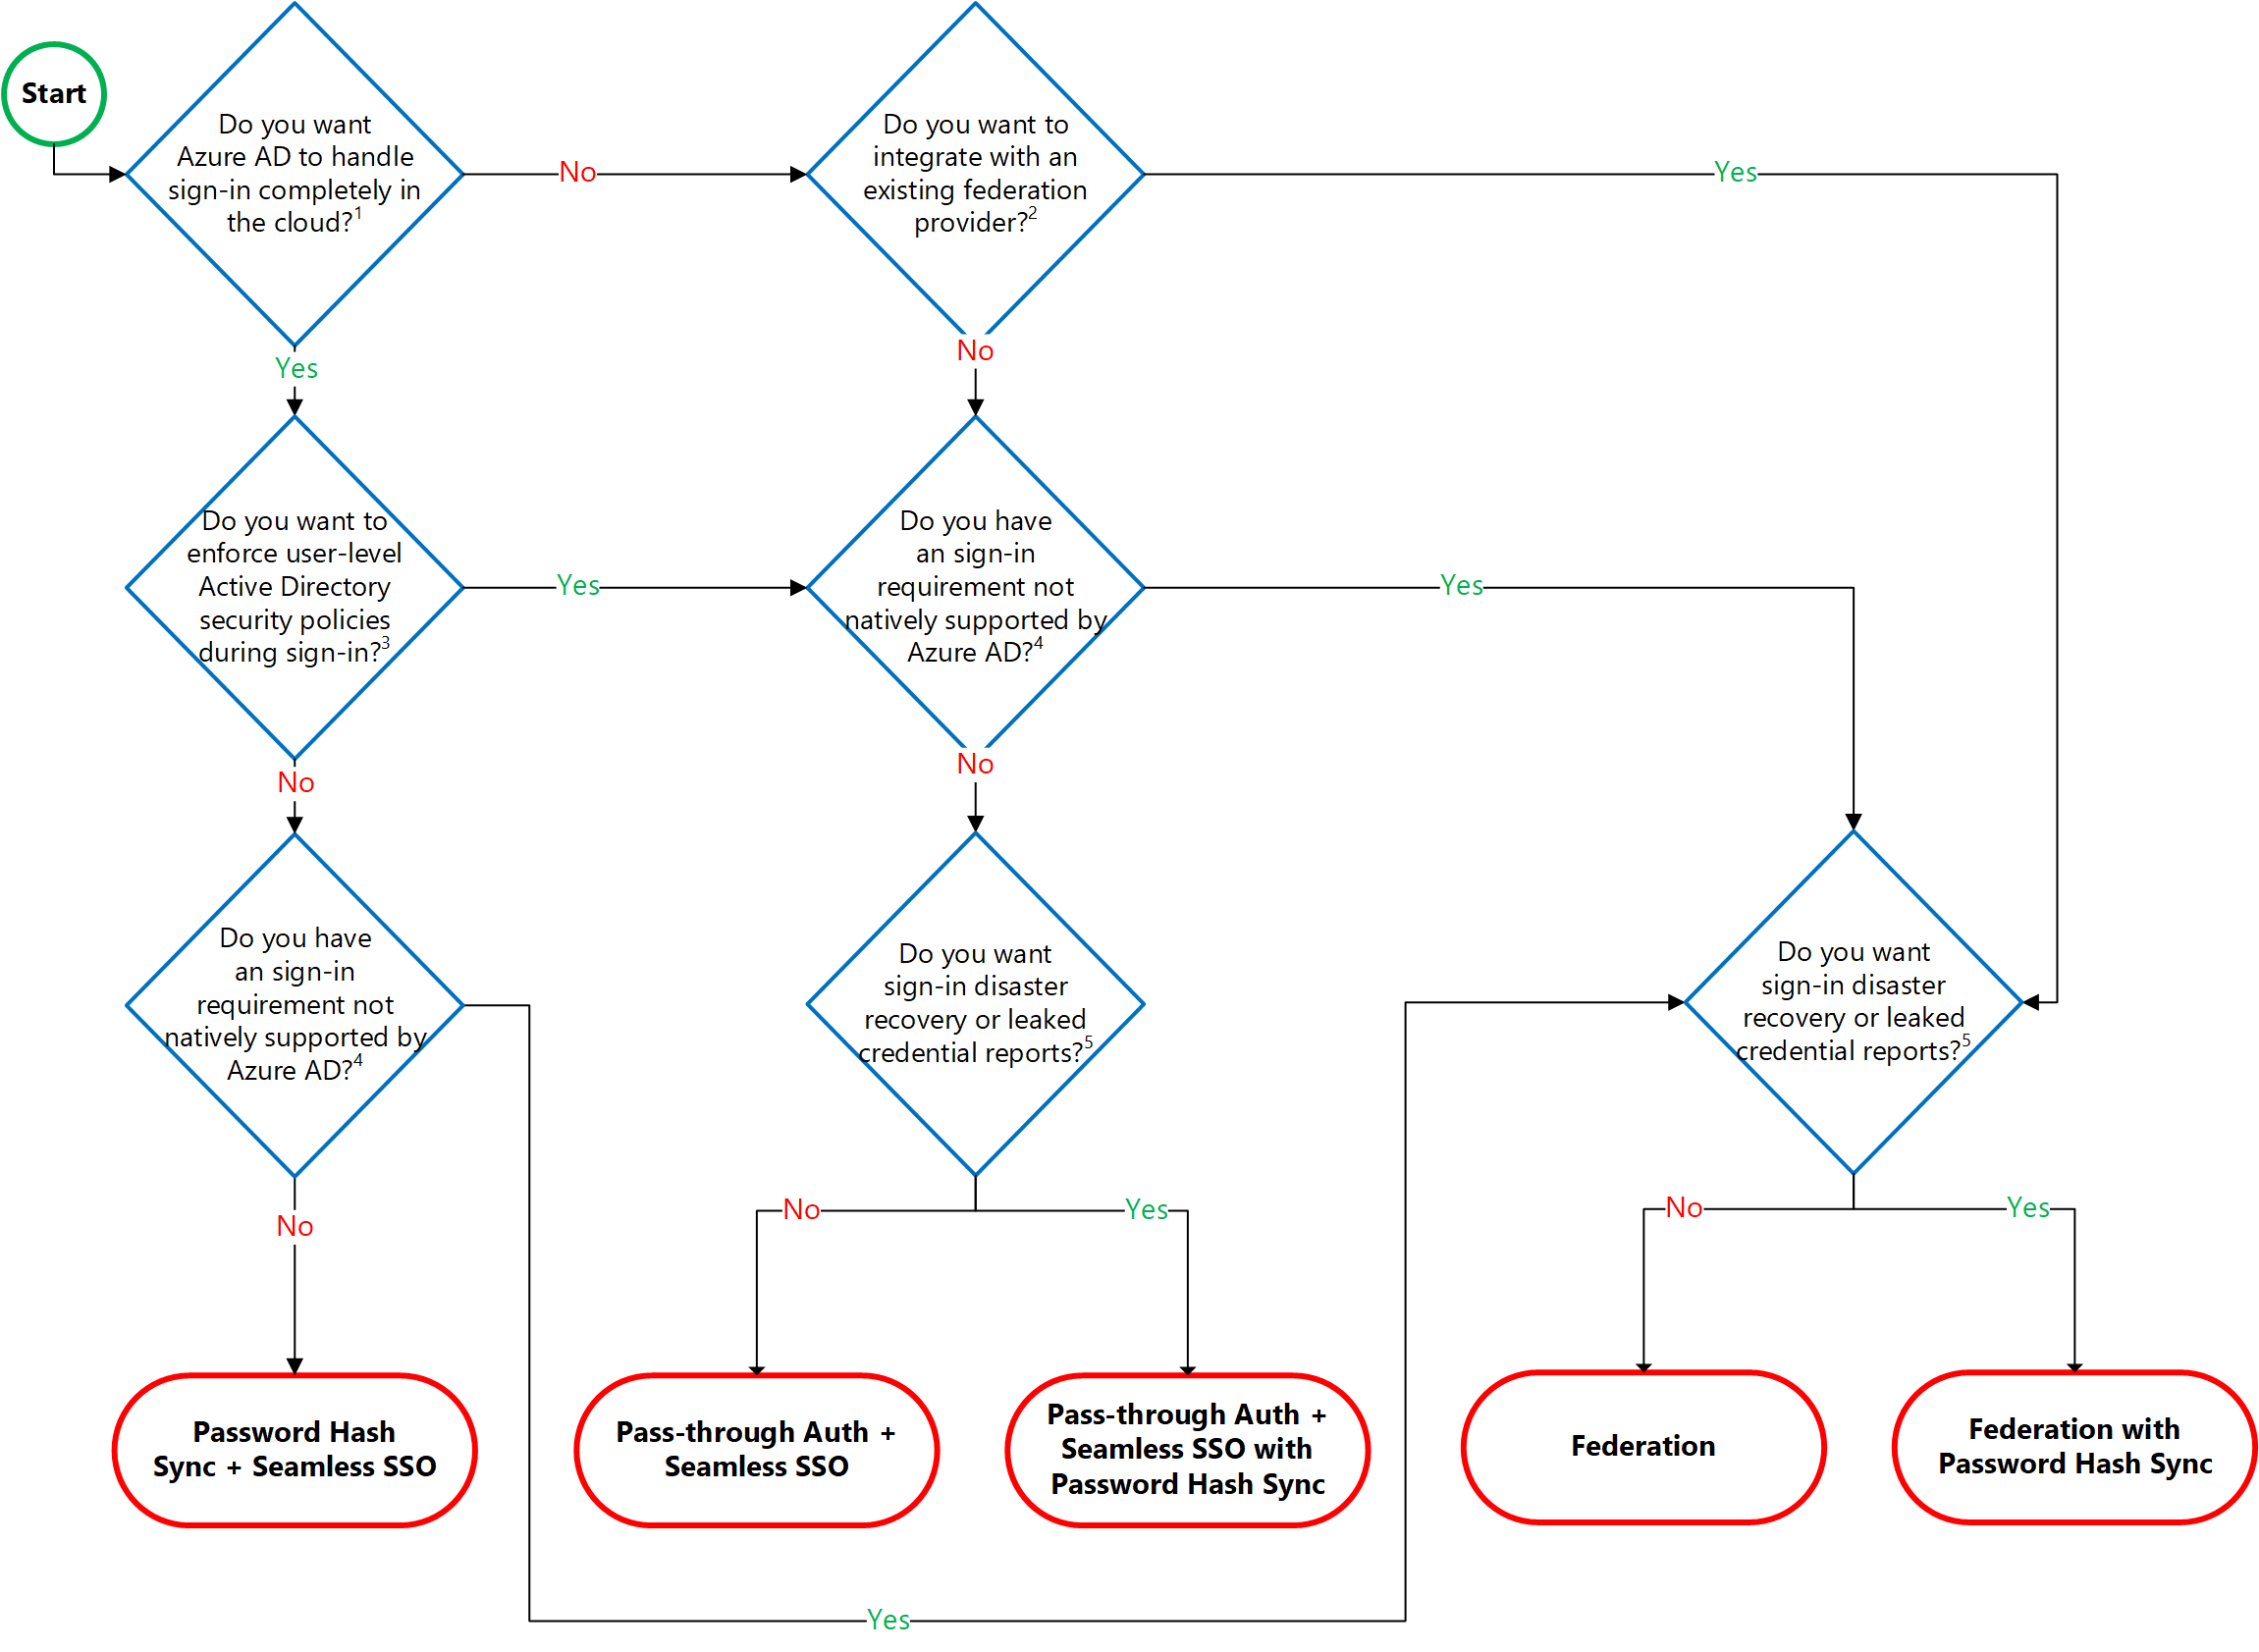 Start
Do you want
Azure AD to handle
sign-in completely in
the cloud?1
No
Do you want to
integrate with an
existing federation
provider?2
Yes
Yes
No
Do you want to
enforce user-level
Active Directory
security policies
during sign-in?3
Yes
Do you have
an sign-in
requirement not
natively supported by
Azure AD?4
Yes
No
No
Do you have
an sign-in
requirement not
natively supported by
Azure AD?4
Do you want
sign-in disaster
recovery or leaked
credential reports?5
Do you want
sign-in disaster
recovery or leaked
credential reports?5
No
No
Yes
No
Yes
Password Hash
Sync + Seamless SSO
Pass-through Auth +
Seamless SSO
Pass-through Auth +
Seamless SSO with
Password Hash Sync
Federation
Federation with
Password Hash Sync
Yes